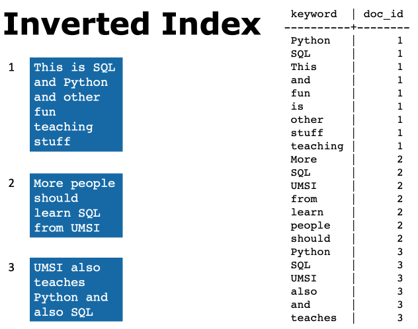 Inverted Index
1
This is SQL
and Python
and other
fun
teaching
stuff
2
More people
should
learn SQL
from UMSI
3
UMSI also
teaches
Python and
also SQL
keyword | doc_id
----------+--------
Python | 1
SQL | 1
This | 1
and | 1
fun | 1
is | 1
other | 1
stuff | 1
teaching | 1
More | 2
SQL | 2
UMSI | 2
from | 2
learn | 2
people | 2
should | 2
Python | 3
SQL | 3
UMSI | 3
also | 3
and | 3
teaches | 3